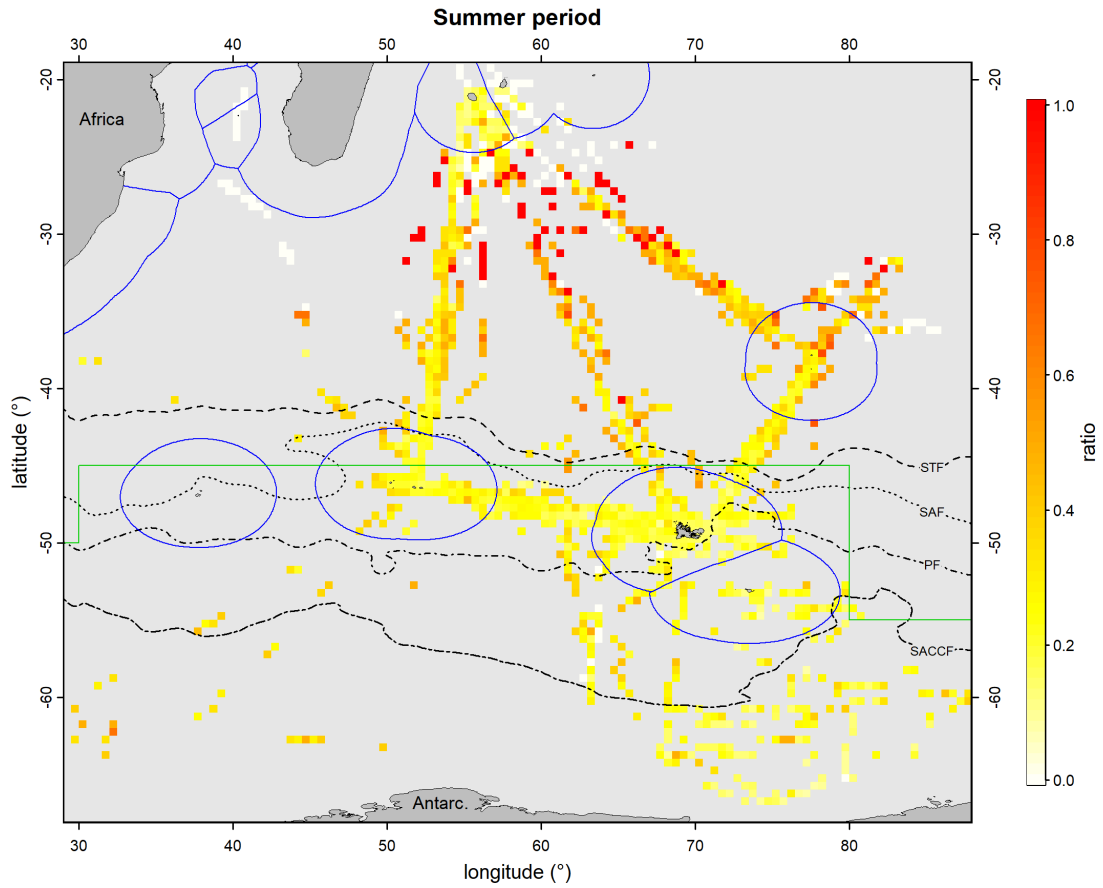 Summer period
30 40 50 60 70 80
-20 -20
Africa
1.0
-30 -30
0.8
latitude (°)
-40 -40
0.6
ratio
STF
0.4
SAF
-50 -50
PF
0.2
SACCF
-60 -60
0.0
Antarc.
30 40 50 60 70 80
longitude (°)